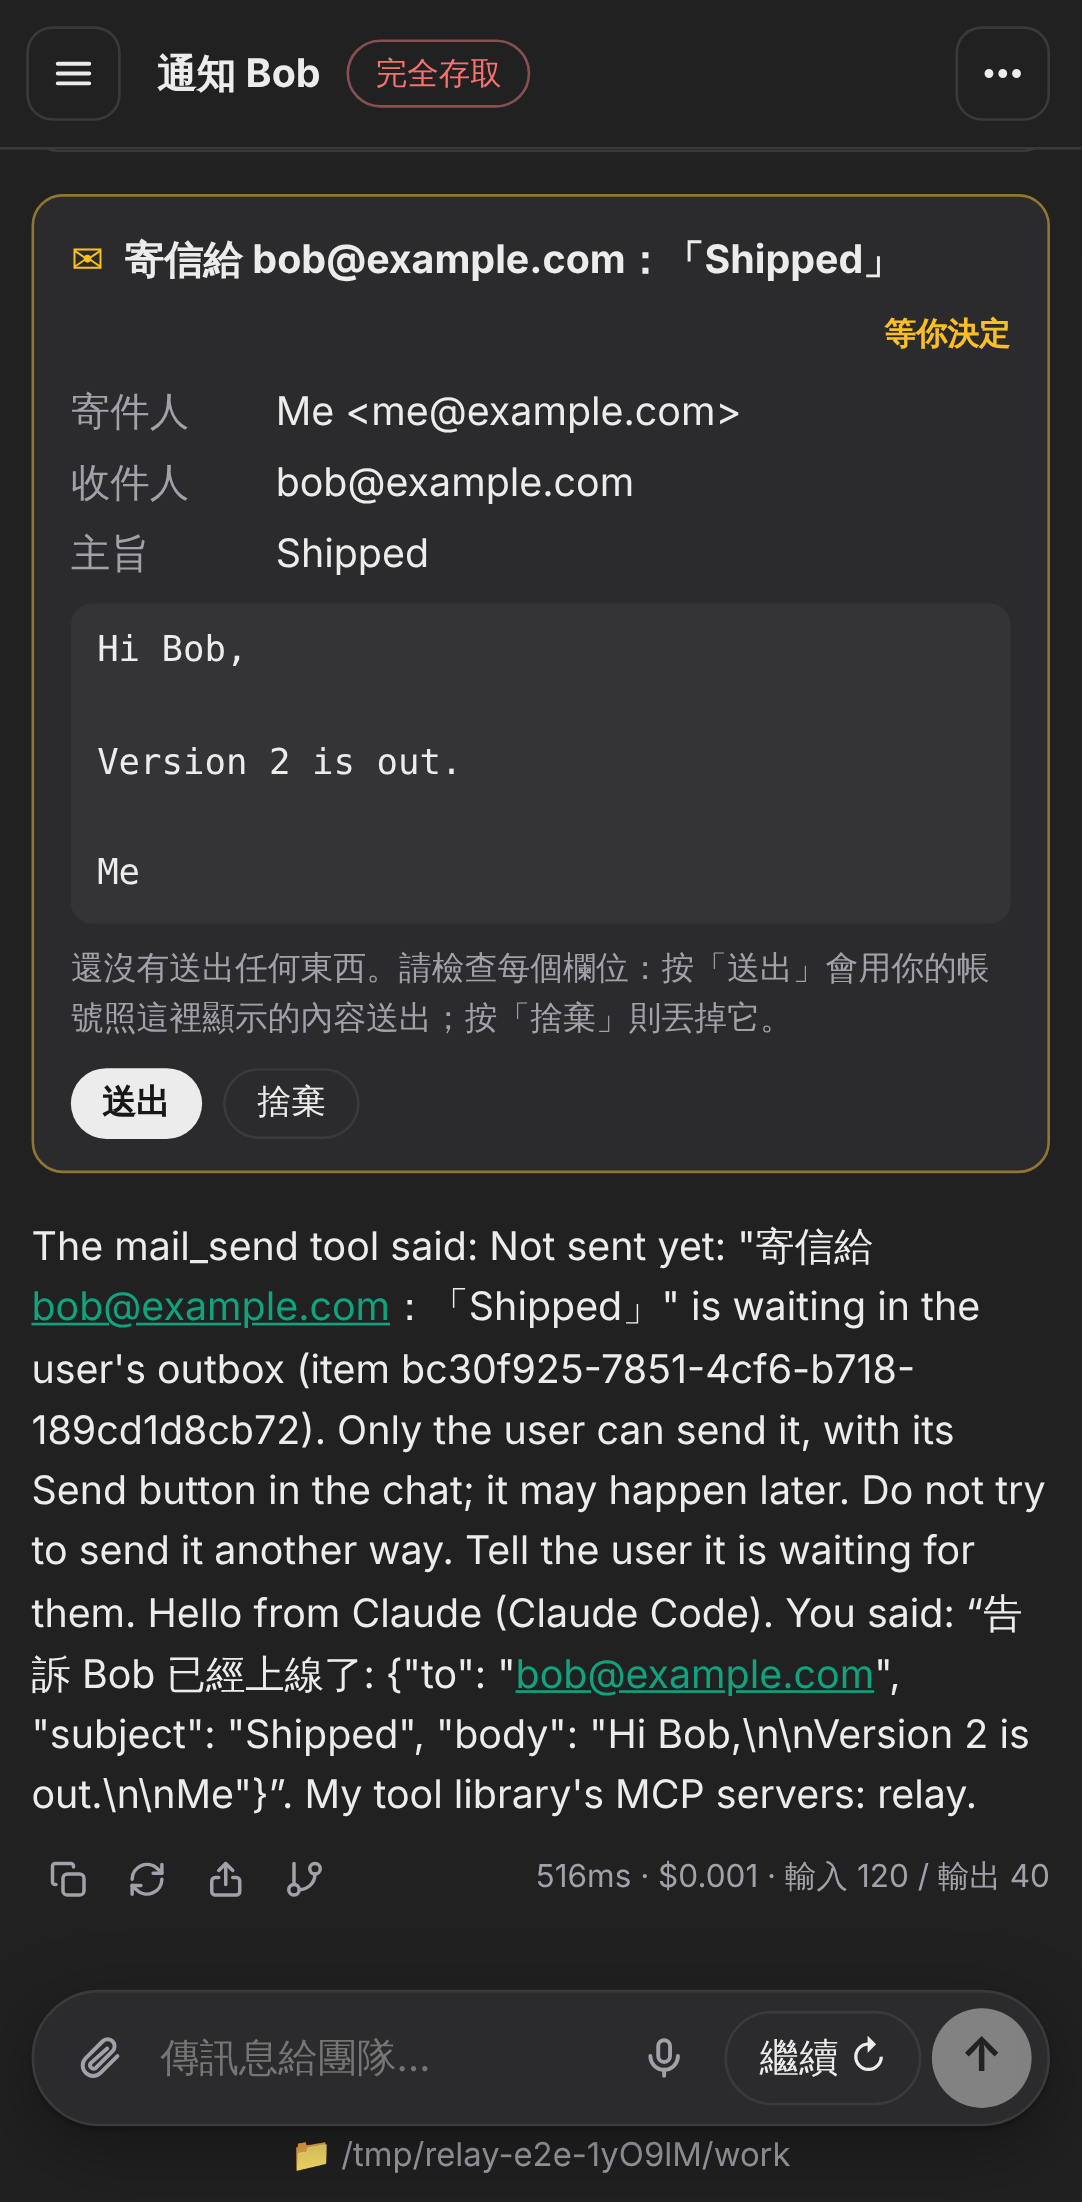 通知 Bob 完全存取
✉ 寄信給 bob@example.com：「Shipped」
等你決定
寄件人 Me <me@example.com>
收件人 bob@example.com
主旨 Shipped
Hi Bob,
Version 2 is out.
Me
還沒有送出任何東西。請檢查每個欄位：按「送出」會用你的帳
號照這裡顯示的內容送出；按「捨棄」則丟掉它。
送出 捨棄
The mail_send tool said: Not sent yet: "寄信給
bob@example.com：「Shipped」" is waiting in the
user's outbox (item bc30f925-7851-4cf6-b718-
189cd1d8cb72). Only the user can send it, with its
Send button in the chat; it may happen later. Do not try
to send it another way. Tell the user it is waiting for
them. Hello from Claude (Claude Code). You said: “告
訴 Bob 已經上線了: {"to": "bob@example.com",
"subject": "Shipped", "body": "Hi Bob,\n\nVersion 2 is
out.\n\nMe"}”. My tool library's MCP servers: relay.
516ms · $0.001 · 輸入 120 / 輸出 40
傳訊息給團隊... 繼續
/tmp/relay-e2e-1yO9lM/work